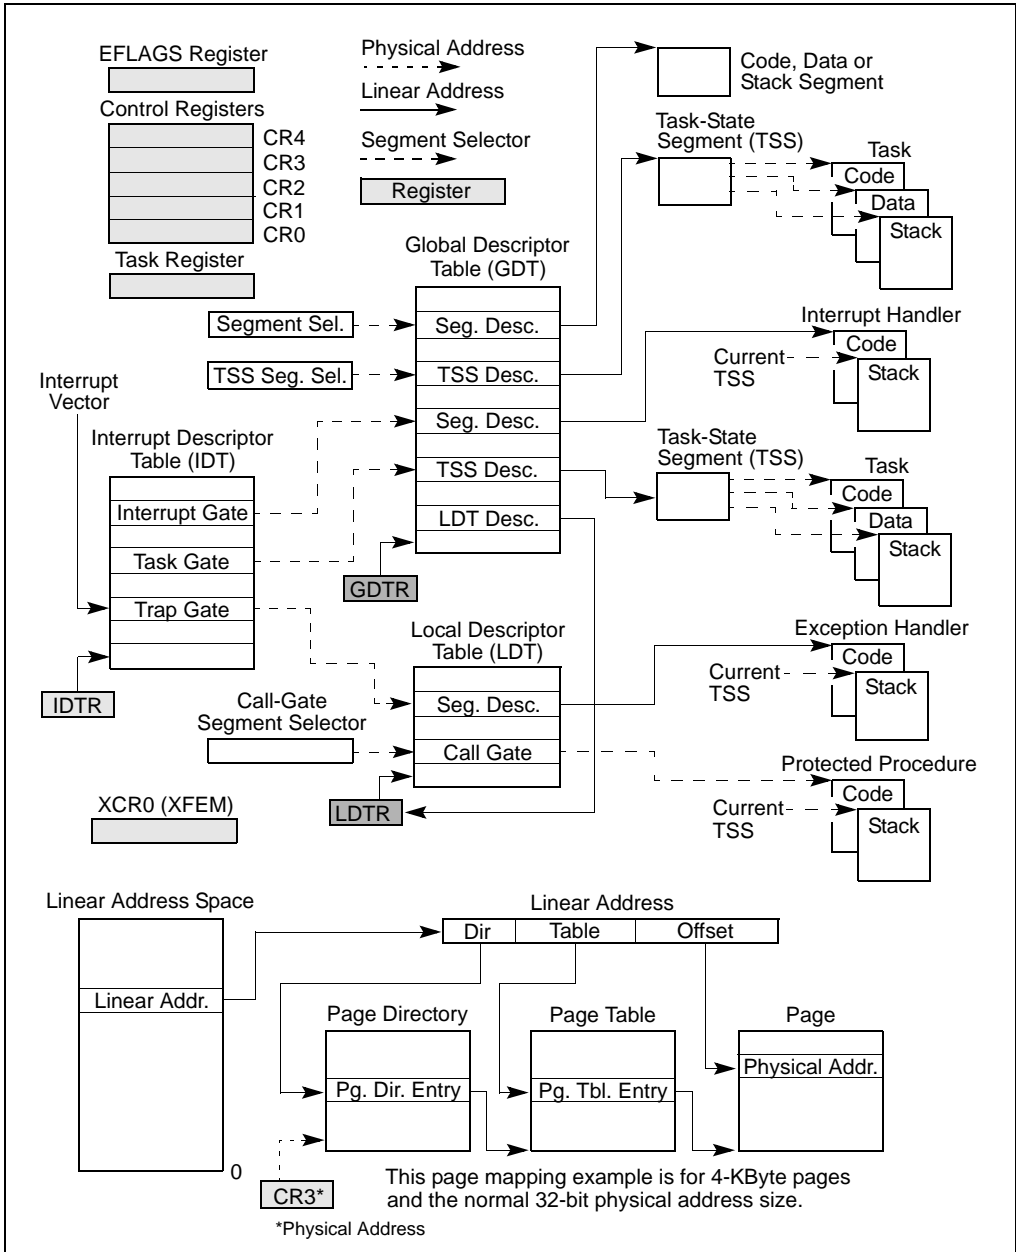 EFLAGS Register
Control Registers
CR4
CR3
CR2
CR1
CR0
Task Register
Physical Address
Linear Address
Segment Selector
Register
Code, Data or
Stack Segment
Task-State
Segment (TSS)
Task
Code
Data
Stack
Global Descriptor
Table (GDT)
Segment Sel.
Seg. Desc.
TSS Seg. Sel.
TSS Desc.
Seg. Desc.
TSS Desc.
LDT Desc.
GDTR
Interrupt Handler
Code
Current
TSS
Stack
Interrupt
Vector
Interrupt Descriptor
Table (IDT)
Interrupt Gate
Task Gate
Trap Gate
IDTR
Task-State
Segment (TSS)
Task
Code
Data
Stack
Local Descriptor
Table (LDT)
Seg. Desc.
Call Gate
Call-Gate
Segment Selector
LDTR
XCR0 (XFEM)
Exception Handler
Code
Current
TSS
Stack
Protected Procedure
Code
Current
TSS
Stack
Linear Address Space
Linear Addr.
0
Linear Address
Dir
Table
Offset
Page Directory
Pg. Dir. Entry
Page Table
Pg. Tbl. Entry
Page
Physical Addr.
CR3*
*Physical Address
This page mapping example is for 4-KByte pages
and the normal 32-bit physical address size.